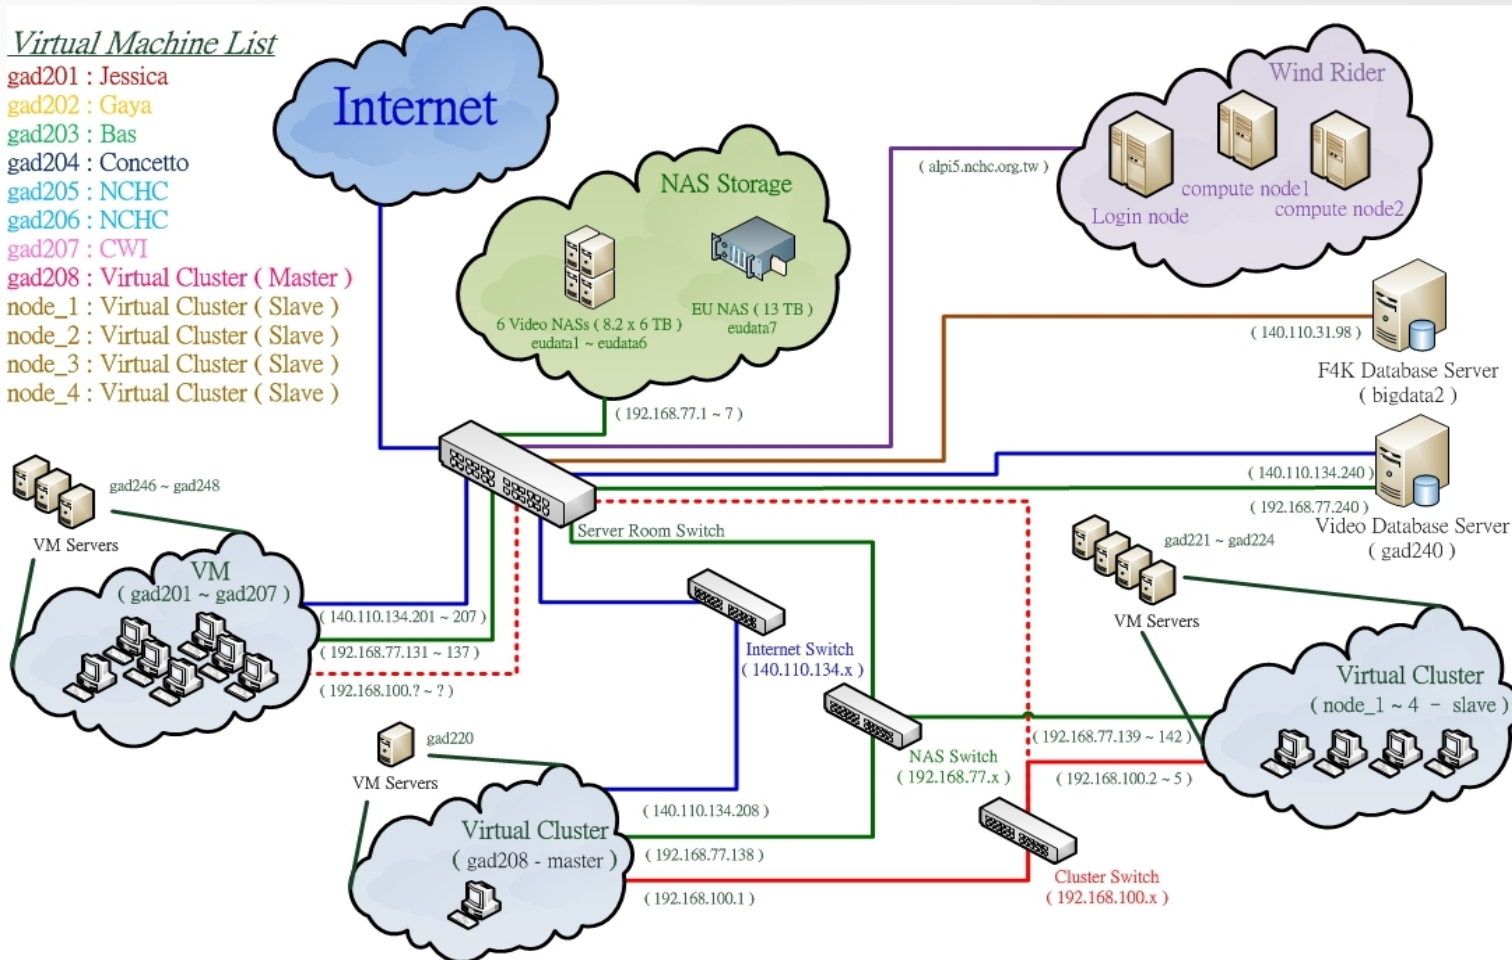 Virtual Machine List
gad201 : Jessica
gad202 : Gaya
gad203 : Bas
gad204 : Concetto
gad205 : NCHC
gad206 : NCHC
gad207 : CWI
gad208 : Virtual Cluster ( Master )
node_1 : Virtual Cluster ( Slave )
node_2 : Virtual Cluster ( Slave )
node_3 : Virtual Cluster ( Slave )
node_4 : Virtual Cluster ( Slave )
Internet
NAS Storage
6 Video NASs ( 8.2 x 6 TB )
eudata1 ~ eudata6
EU NAS ( 13 TB )
eudata7
( 192.168.77.1 ~ 7 )
Wind Rider
( alpi5.nchc.org.tw )
Login node
compute node1
compute node2
( 140.110.31.98 )
F4K Database Server
( bigdata2 )
( 140.110.134.240 )
( 192.168.77.240 )
Video Database Server
( gad240 )
Server Room Switch
gad246 ~ gad248
VM Servers
VM
( gad201 ~ gad207 )
( 140.110.134.201 ~ 207 )
( 192.168.77.131 ~ 137 )
( 192.168.100.? ~ ? )
Internet Switch
( 140.110.134.x )
NAS Switch
( 192.168.77.x )
gad221 ~ gad224
VM Servers
Virtual Cluster
( node_1 ~ 4 - slave )
( 192.168.77.139 ~ 142 )
( 192.168.100.2 ~ 5 )
Cluster Switch
( 192.168.100.x )
gad220
VM Servers
Virtual Cluster
( gad208 - master )
( 140.110.134.208 )
( 192.168.77.138 )
( 192.168.100.1 )